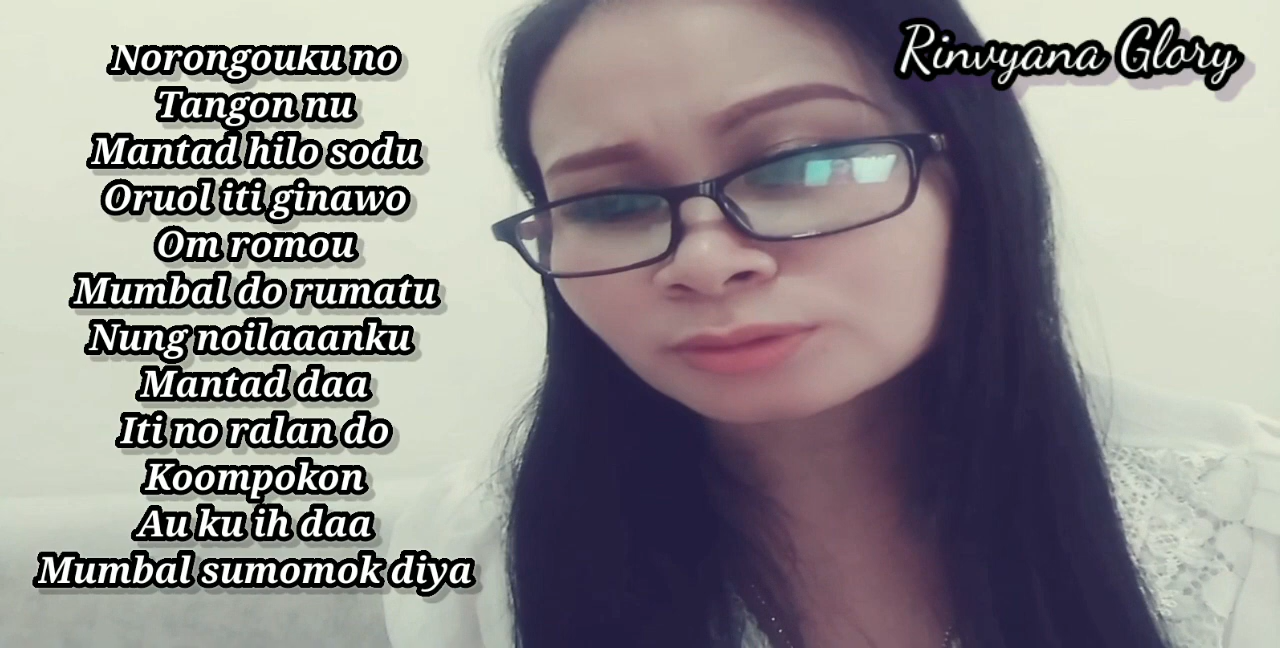 Rinvyana Glory
Norongouku no
Tangon nu
Mantad hilo sodu
Oruol iti ginawo
Om romou
Mumbal do rumatu
Nung noilaaanku
Mantad daa
Iti no ralan do
Koompokon
Au ku ih daa
Mumbal sumomok diya